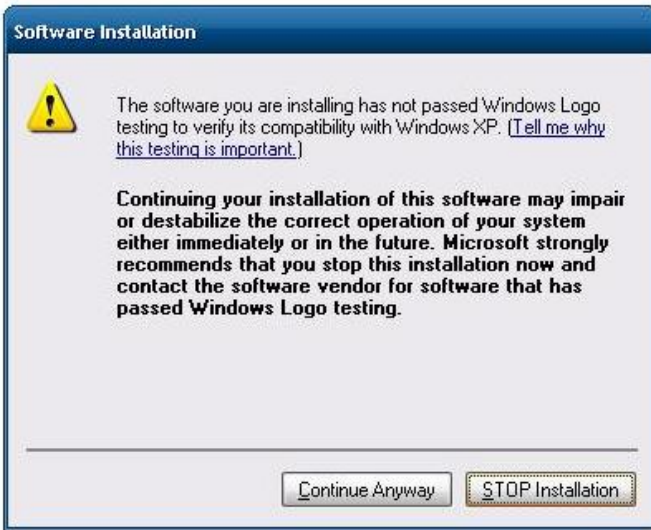 Software Installation
The software you are installing has not passed Windows Logo
testing to verify its compatibility with Windows XP. (Tell me why
this testing is important.)
Continuing your installation of this software may impair
or destabilize the correct operation of your system
either immediately or in the future. Microsoft strongly
recommends that you stop this installation now and
contact the software vendor for software that has
passed Windows Logo testing.
Continue Anyway
STOP Installation